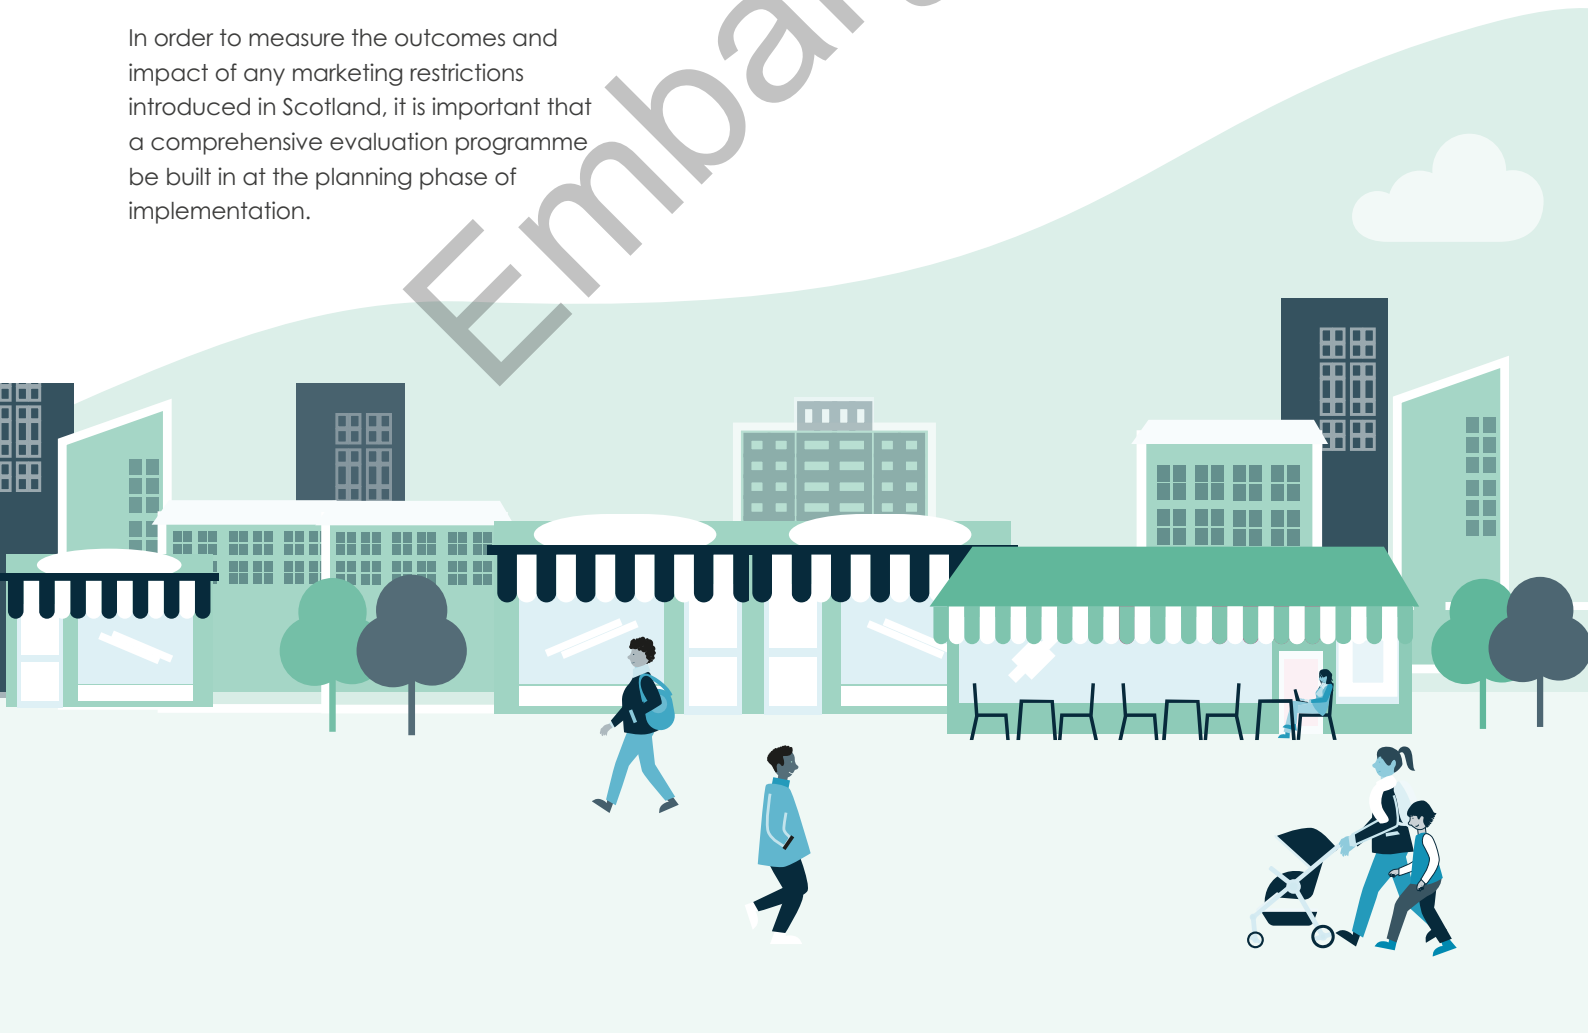 In order to measure the outcomes and
impact of any marketing restrictions
introduced in Scotland, it is important that
a comprehensive evaluation programme
be built in at the planning phase of
implementation.